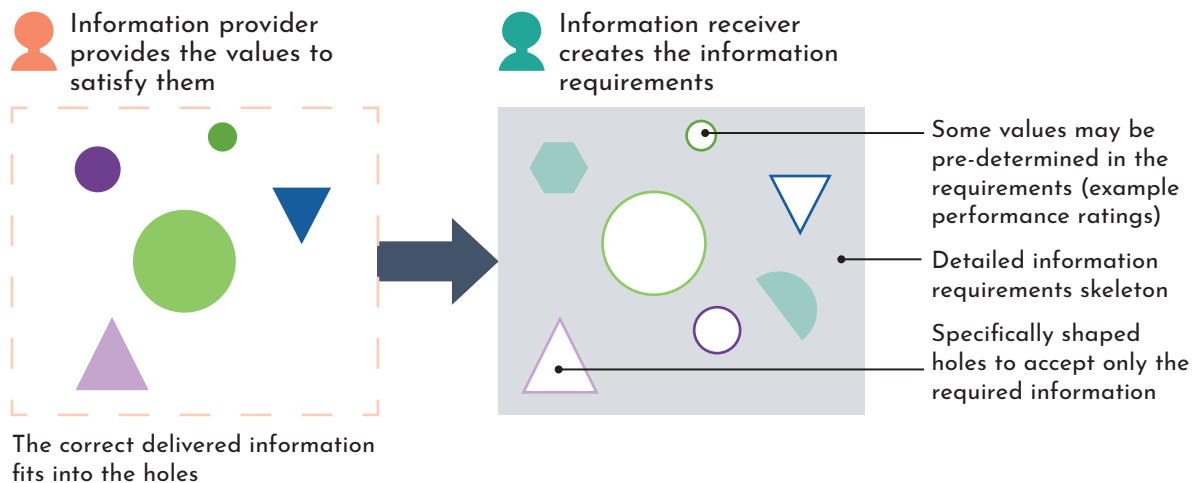 Information provider
provides the values to
satisfy them
Information receiver
creates the information
requirements
Some values may be
pre-determined in the
requirements (example
performance ratings)
Detailed information
requirements skeleton
Specifically shaped
holes to accept only the
required information
The correct delivered information
fits into the holes